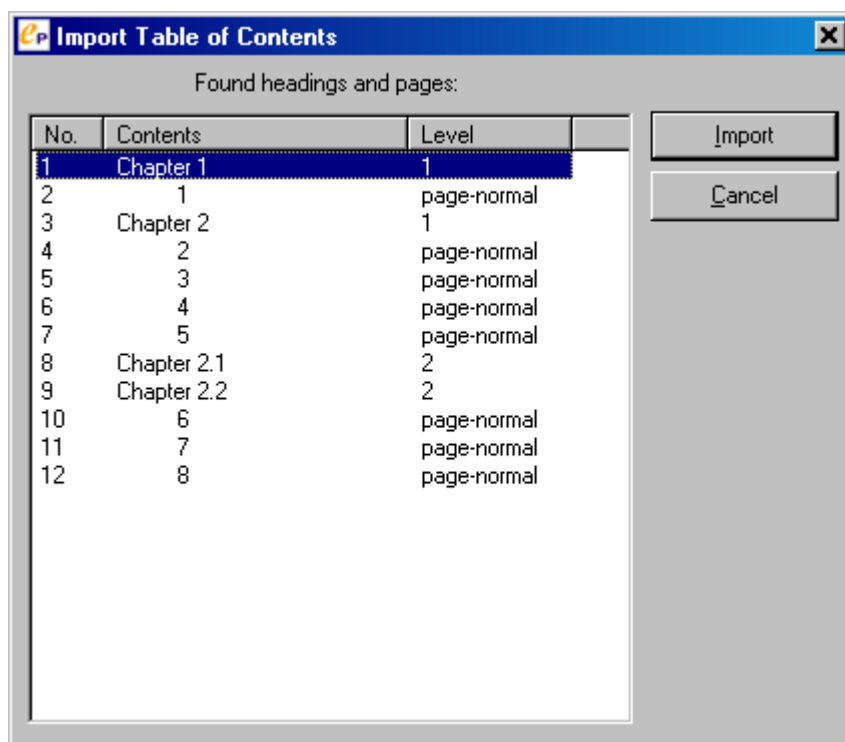 eP Import Table of Contents
Found headings and pages:
No. Contents Level
Import
1 Chapter 1 1
2 1 page-normal
Cancel
3 Chapter 2 1
4 2 page-normal
5 3 page-normal
6 4 page-normal
7 5 page-normal
8 Chapter 2.1 2
9 Chapter 2.2 2
10 6 page-normal
11 7 page-normal
12 8 page-normal